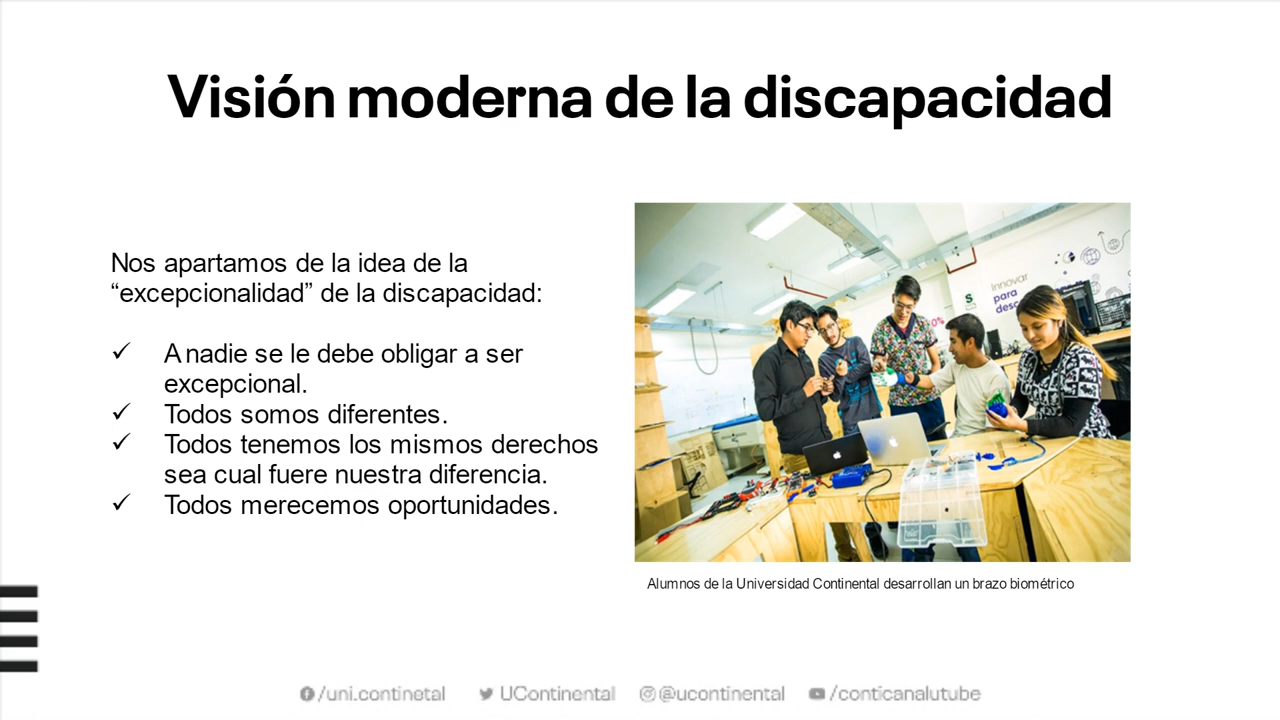 Visión moderna de la discapacidad
Nos apartamos de la idea de la
“excepcionalidad” de la discapacidad:
✓ A nadie se le debe obligar a ser
excepcional.
✓ Todos somos diferentes.
✓ Todos tenemos los mismos derechos
sea cual fuere nuestra diferencia.
✓ Todos merecemos oportunidades.
Innovar
para
S
0%
Alumnos de la Universidad Continental desarrollan un brazo biométrico
/uni.continetal UContinental @ucontinental /conticanalutube